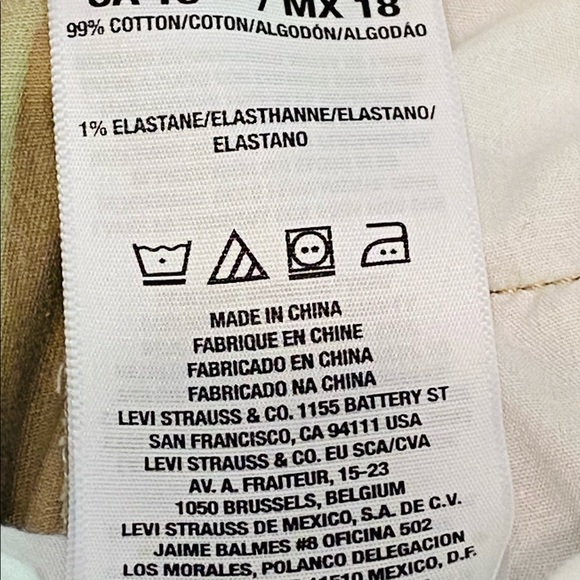 / MX 18
99% COTTON/COTON/ALGODÓN/ALGODÃO
1% ELASTANE/ELASTHANNE/ELASTANO/
ELASTANO
MADE IN CHINA
FABRIQUE EN CHINE
FABRICADO EN CHINA
FABRICADO NA CHINA
LEVI STRAUSS & CO. 1155 BATTERY ST
SAN FRANCISCO, CA 94111 USA
LEVI STRAUSS & CO. EU SCA/CVA
AV. A. FRAITEUR, 15-23
1050 BRUSSELS, BELGIUM
LEVI STRAUSS DE MEXICO, S.A. DE C.V.
JAIME BALMES #8 OFICINA 502
LOS MORALES, POLANCO DELEGACION
11510 MEXICO, D.F.